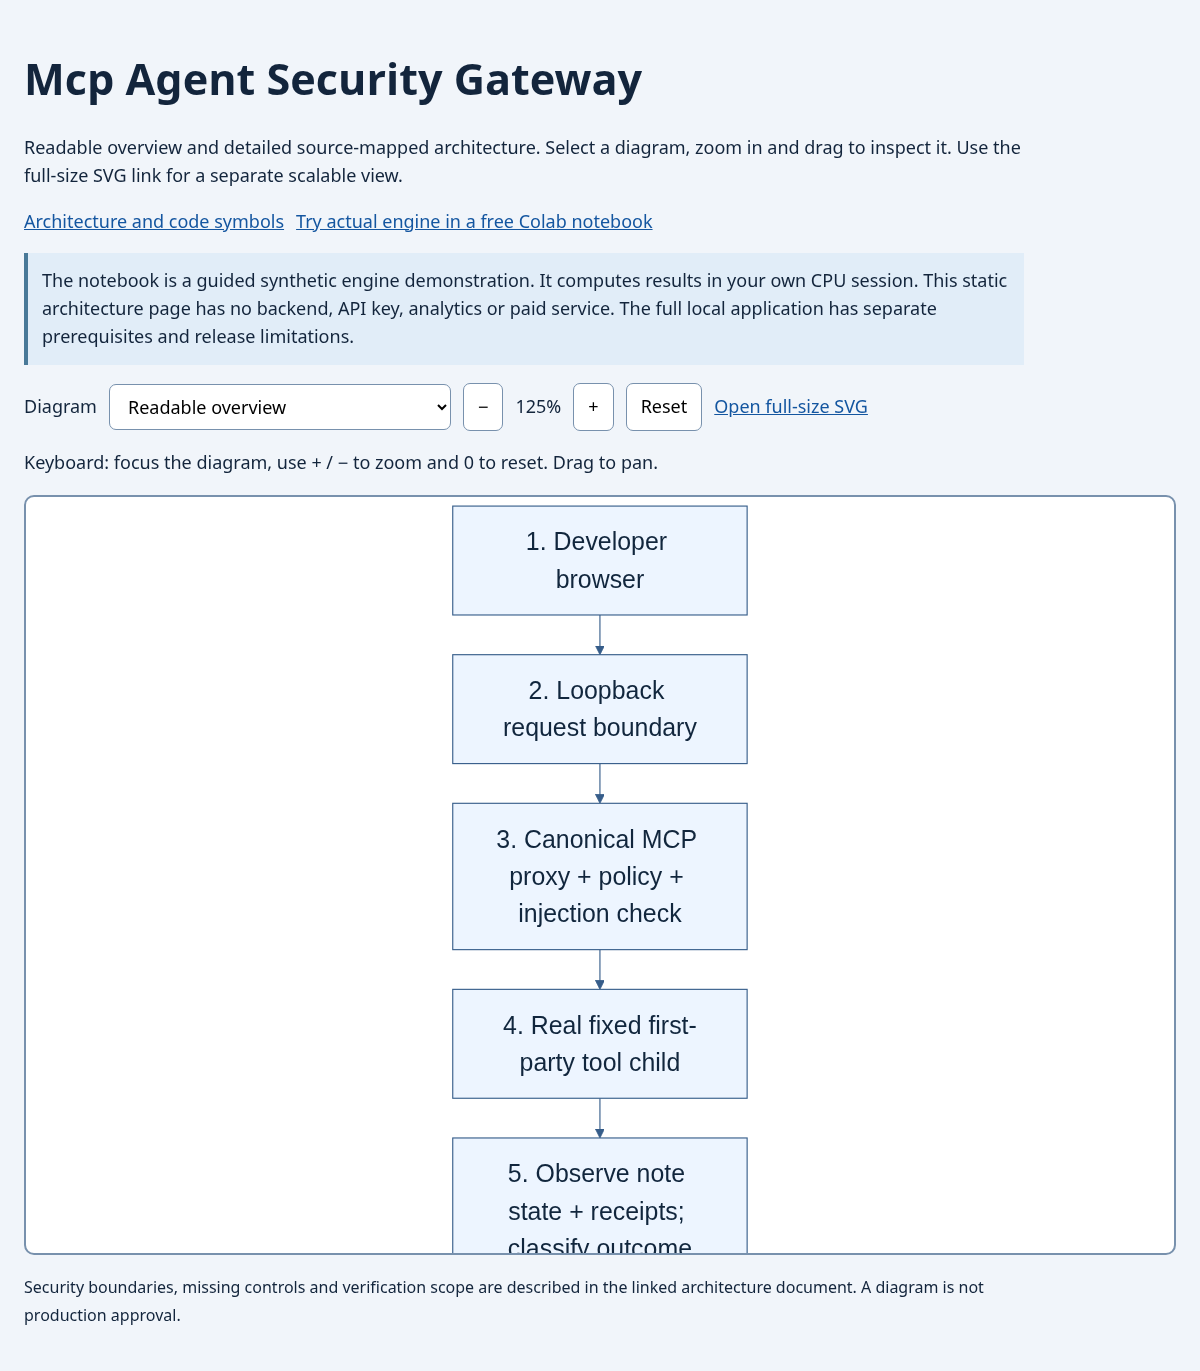 Mcp Agent Security Gateway
Readable overview and detailed source-mapped architecture. Select a diagram, zoom in and drag to inspect it. Use the
full-size SVG link for a separate scalable view.
Architecture and code symbols Try actual engine in a free Colab notebook
The notebook is a guided synthetic engine demonstration. It computes results in your own CPU session. This static
architecture page has no backend, API key, analytics or paid service. The full local application has separate
prerequisites and release limitations.
Diagram Readable overview − 125% + Reset Open full-size SVG
Keyboard: focus the diagram, use + / − to zoom and 0 to reset. Drag to pan.
1. Developer
browser
2. Loopback
request boundary
3. Canonical MCP
proxy + policy +
injection check
4. Real fixed first-
party tool child
5. Observe note
state + receipts;
classify outcome
Security boundaries, missing controls and verification scope are described in the linked architecture document. A diagram is not
production approval.